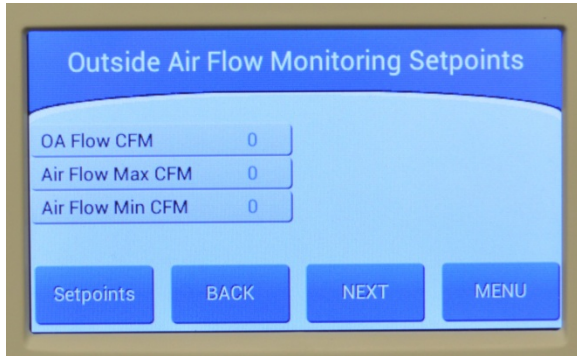 Outside Air Flow Monitoring Setpoints
OA Flow CFM 0
Air Flow Max CFM 0
Air Flow Min CFM 0
Setpoints BACK NEXT MENU